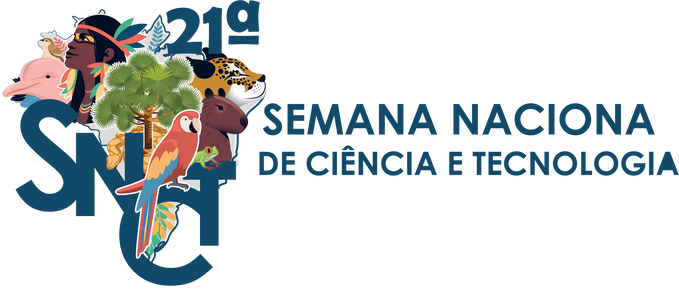 21ª
SNCT
SEMANA NACIONA
DE CIÊNCIA E TECNOLOGIA